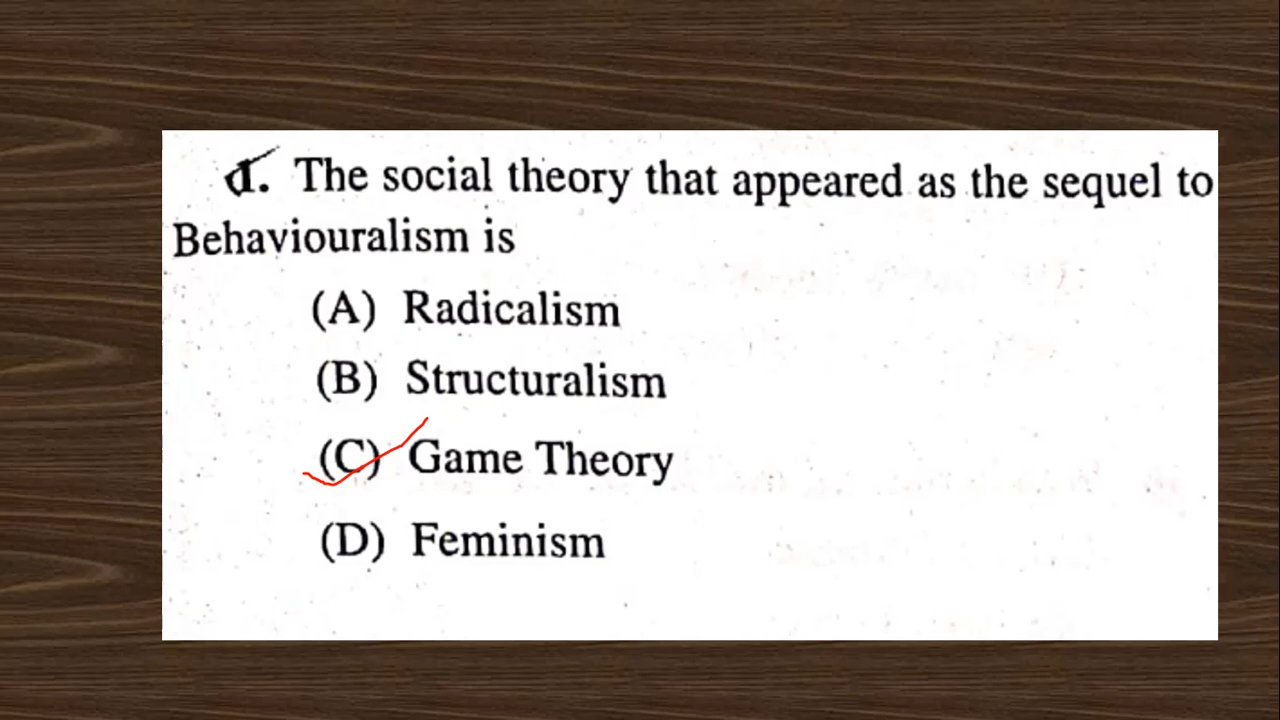 1. The social theory that appeared as the sequel to
Behaviouralism is
(A) Radicalism
(B) Structuralism
(C) Game Theory
(D) Feminism